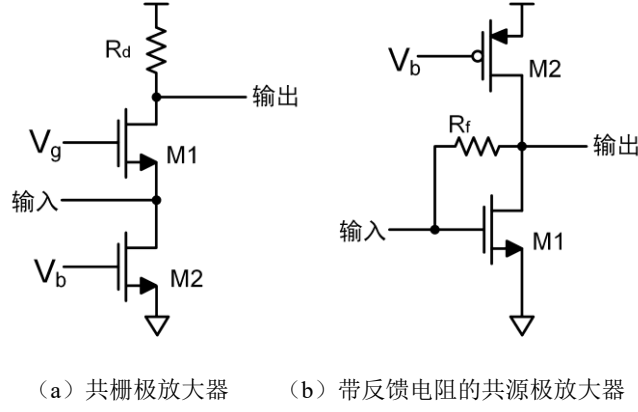 Rd
输出
Vg
M1
输入
Vb
M2
Vb
M2
Rf
输出
输入
M1
（a）共栅极放大器 （b）带反馈电阻的共源极放大器